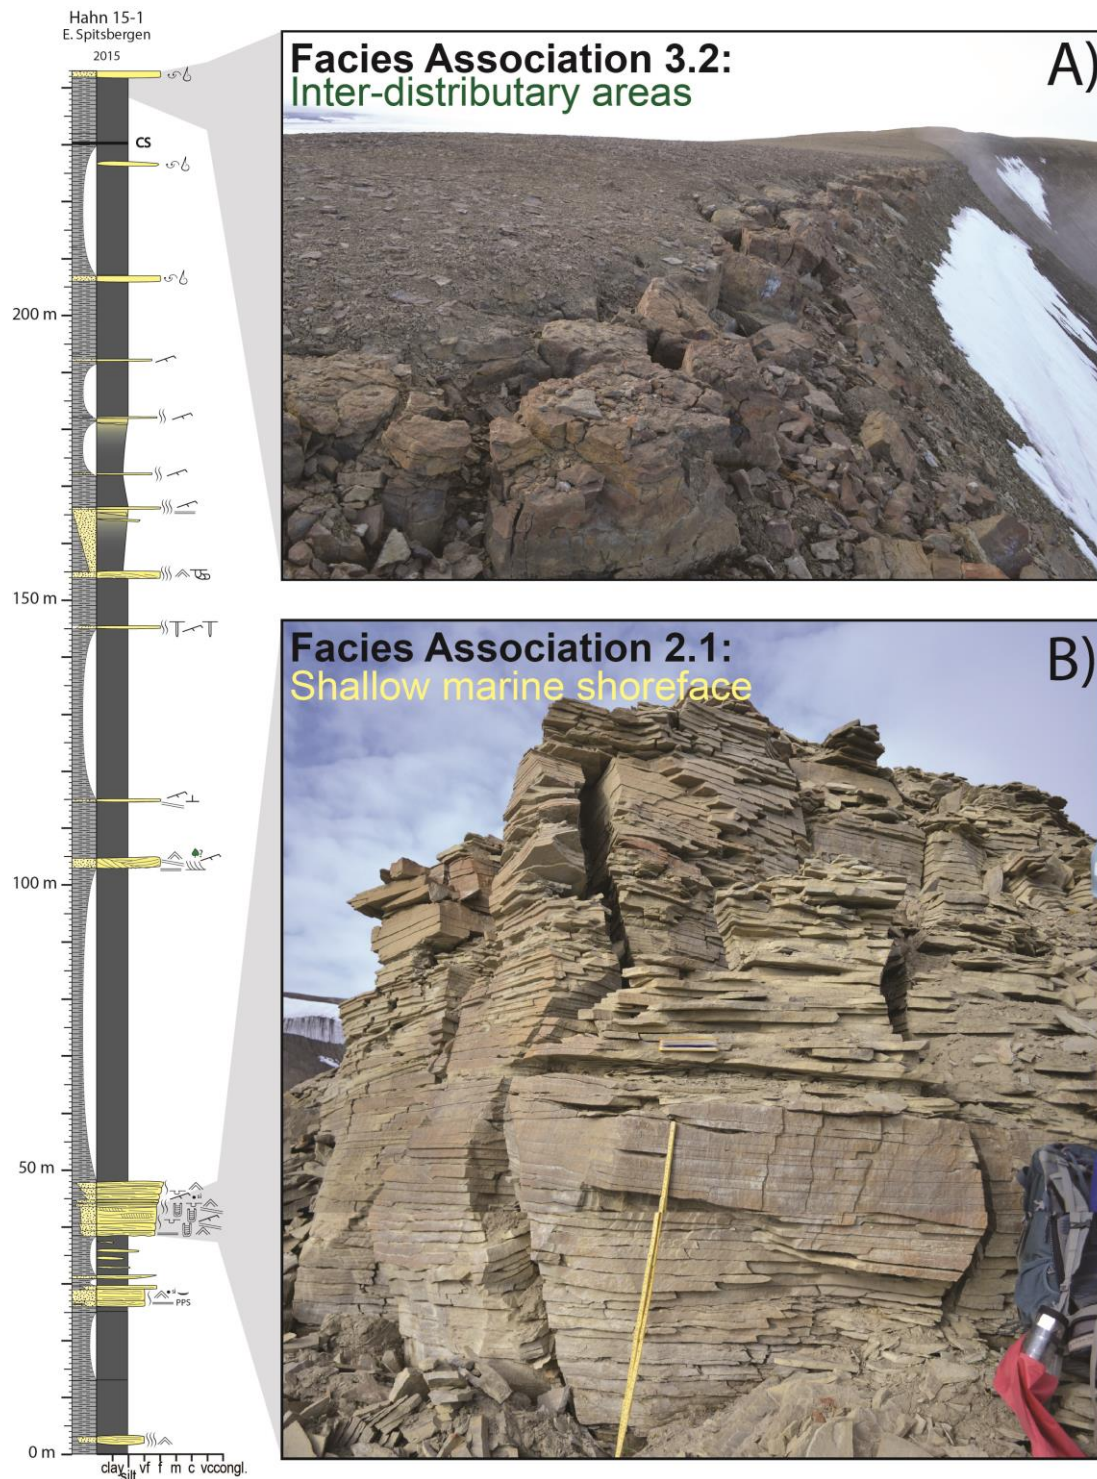 Hahn 15-1
E. Spitsbergen
2015
CS
200 m
150 m
?
100 m
50 m
PPS
0 m
clay silt vf f m c vc congl.
Facies Association 3.2:
Inter-distributary areas
A)
Facies Association 2.1:
Shallow marine shoreface
B)